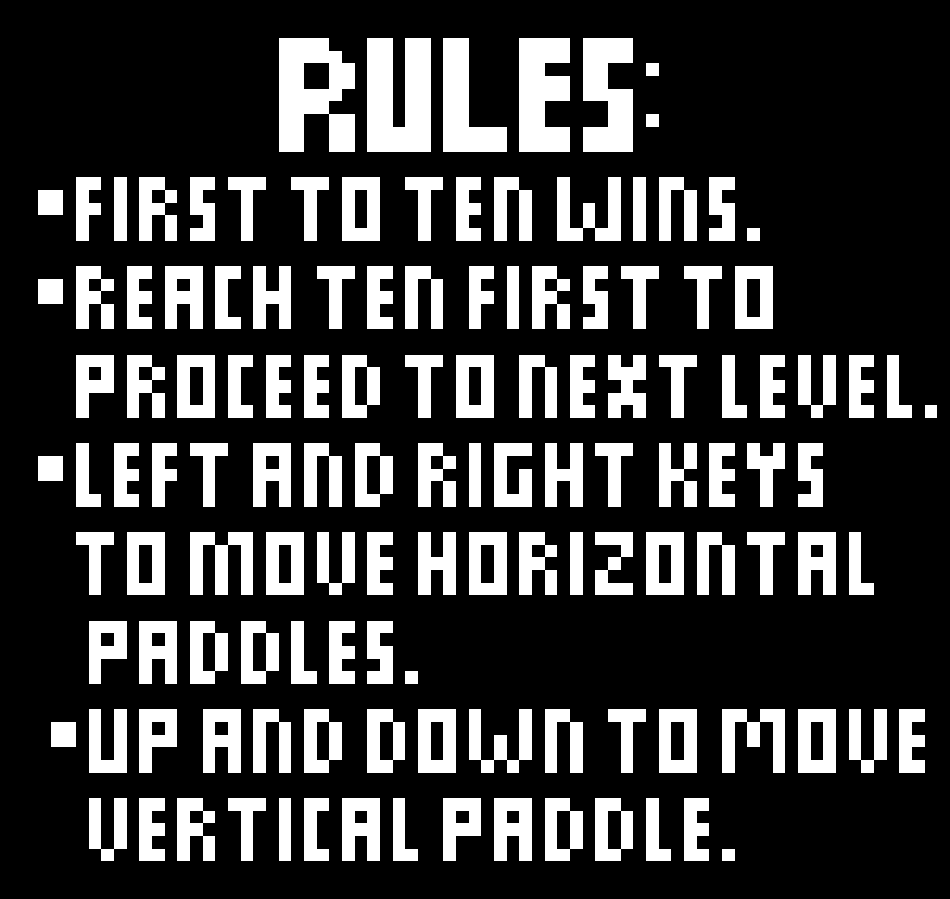 RULES:
▪FIRST TO TEN WINS.
▪REACH TEN FIRST TO
PROCEED TO NEXT LEVEL.
▪LEFT AND RIGHT KEYS
TO MOVE HORIZONTAL
PADDLES.
▪UP AND DOWN TO MOVE
VERTICAL PADDLE.